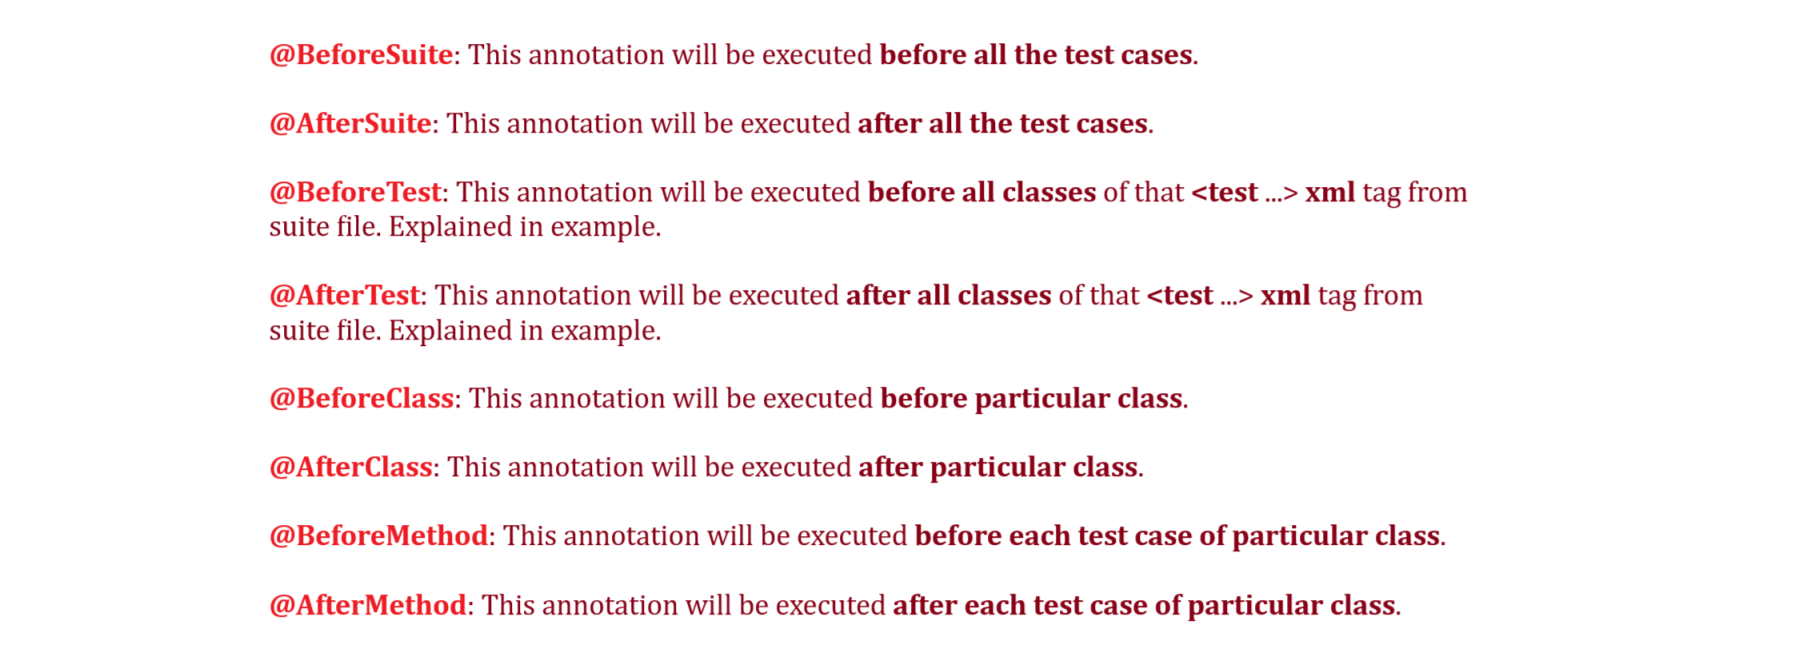 @BeforeSuite: This annotation will be executed before all the test cases.
@AfterSuite: This annotation will be executed after all the test cases.
@BeforeTest: This annotation will be executed before all classes of that <test ...> xml tag from
suite file. Explained in example.
@AfterTest: This annotation will be executed after all classes of that <test ...> xml tag from
suite file. Explained in example.
@BeforeClass: This annotation will be executed before particular class.
@AfterClass: This annotation will be executed after particular class.
@BeforeMethod: This annotation will be executed before each test case of particular class.
@AfterMethod: This annotation will be executed after each test case of particular class.